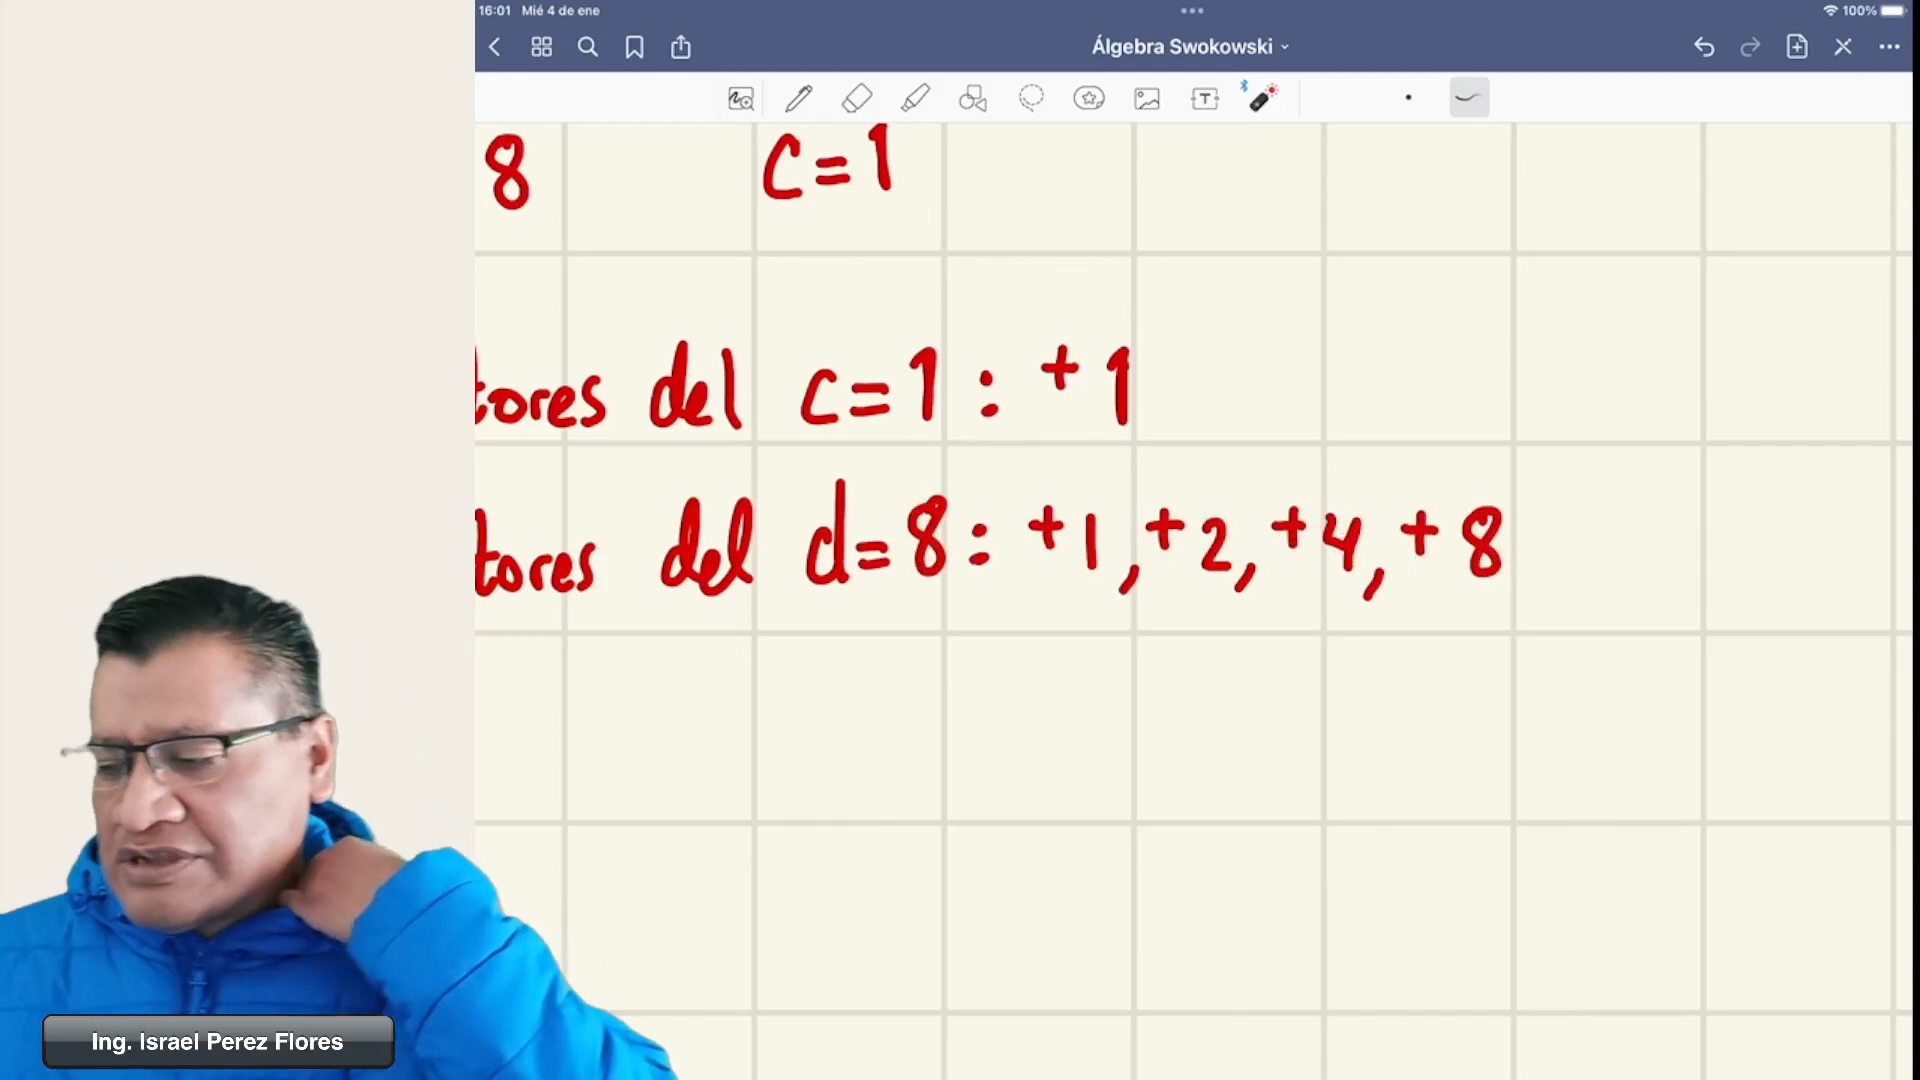 16:01 Mié 4 de ene
100%
Álgebra Swokowski
T
8 c=1
tores del c=1 : +1
tores del d=8 : +1, +2, +4, +8
Ing. Israel Perez Flores